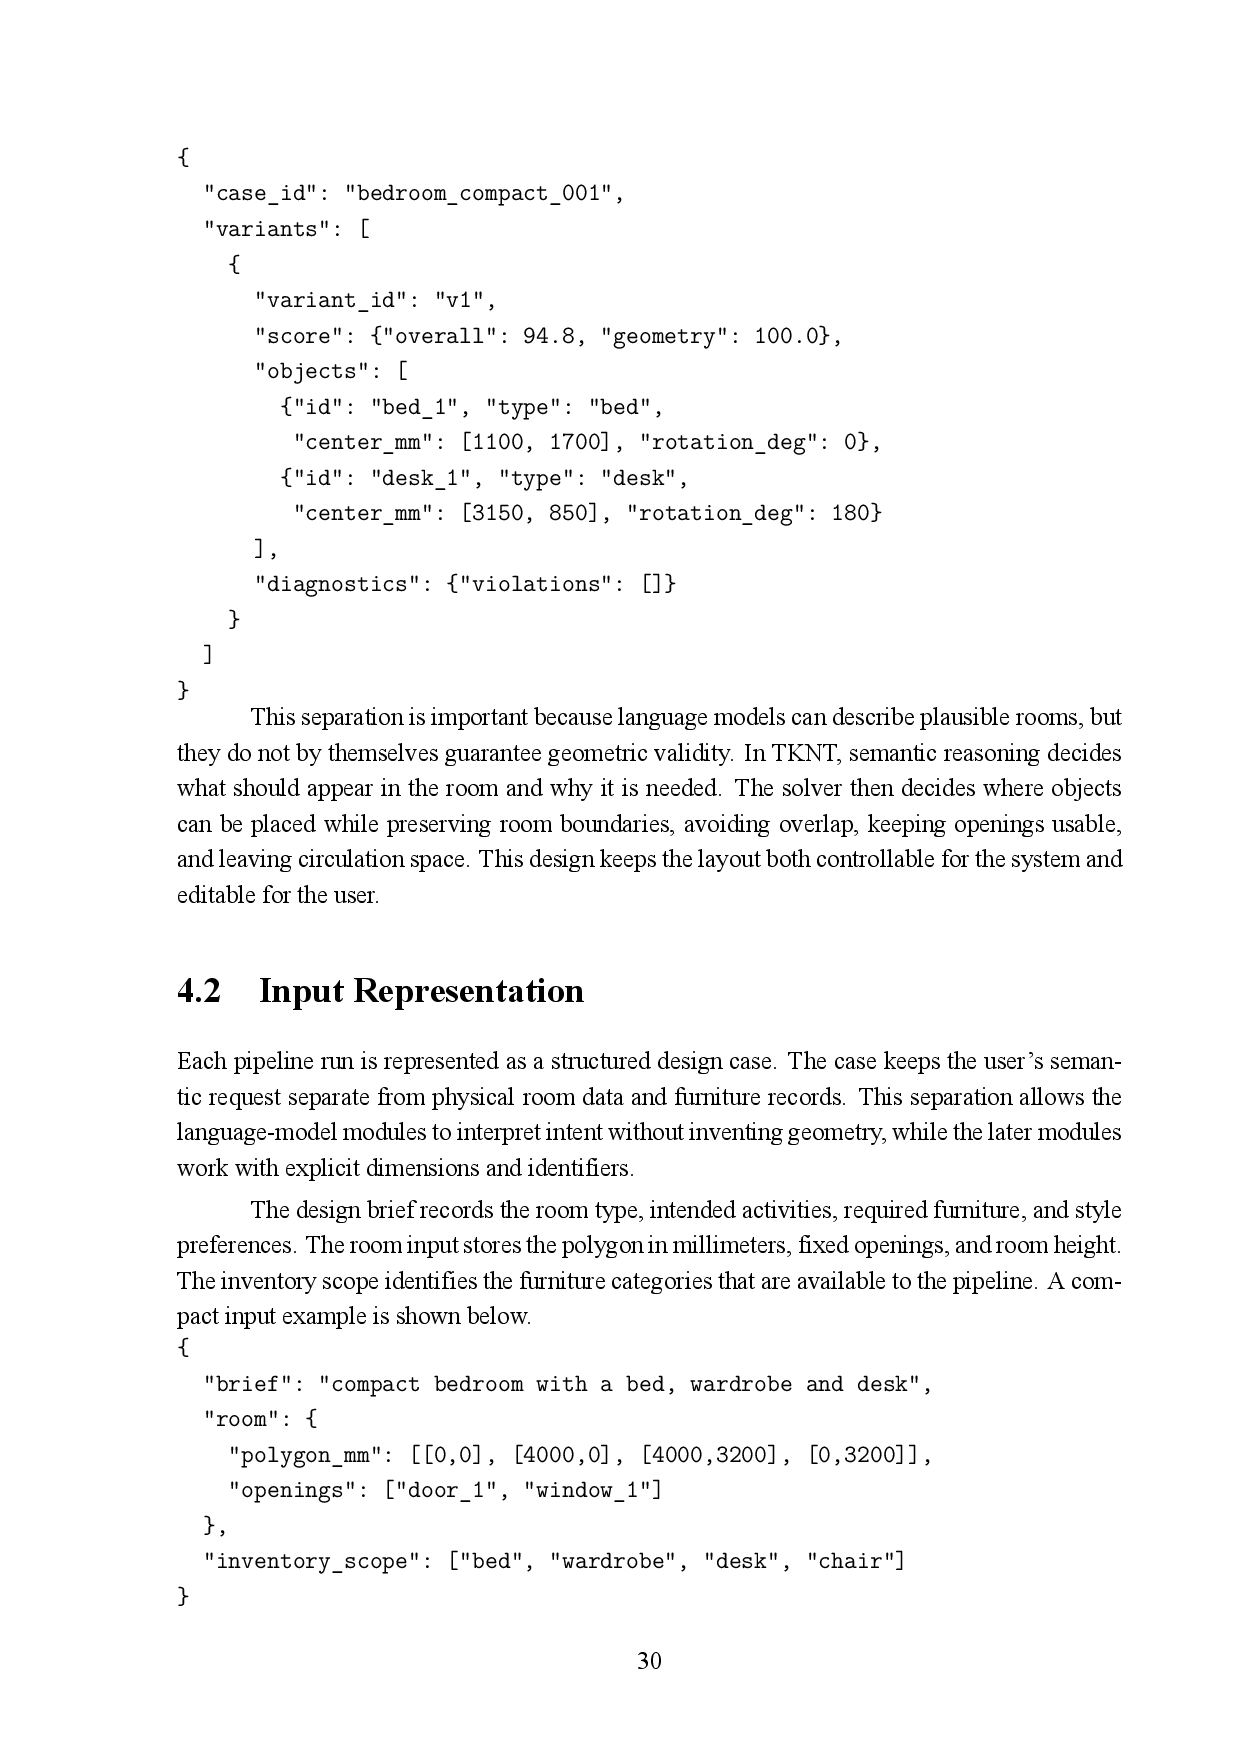 {
  "case_id": "bedroom_compact_001",
  "variants": [
    {
      "variant_id": "v1",
      "score": {"overall": 94.8, "geometry": 100.0},
      "objects": [
        {"id": "bed_1", "type": "bed",
         "center_mm": [1100, 1700], "rotation_deg": 0},
        {"id": "desk_1", "type": "desk",
         "center_mm": [3150, 850], "rotation_deg": 180}
      ],
      "diagnostics": {"violations": []}
    }
  ]
}
This separation is important because language models can describe plausible rooms, but
they do not by themselves guarantee geometric validity. In TKNT, semantic reasoning decides
what should appear in the room and why it is needed. The solver then decides where objects
can be placed while preserving room boundaries, avoiding overlap, keeping openings usable,
and leaving circulation space. This design keeps the layout both controllable for the system and
editable for the user.
4.2 Input Representation
Each pipeline run is represented as a structured design case. The case keeps the user’s seman-
tic request separate from physical room data and furniture records. This separation allows the
language-model modules to interpret intent without inventing geometry, while the later modules
work with explicit dimensions and identifiers.
The design brief records the room type, intended activities, required furniture, and style
preferences. The room input stores the polygon in millimeters, fixed openings, and room height.
The inventory scope identifies the furniture categories that are available to the pipeline. A com-
pact input example is shown below.
{
  "brief": "compact bedroom with a bed, wardrobe and desk",
  "room": {
    "polygon_mm": [[0,0], [4000,0], [4000,3200], [0,3200]],
    "openings": ["door_1", "window_1"]
  },
  "inventory_scope": ["bed", "wardrobe", "desk", "chair"]
}
30